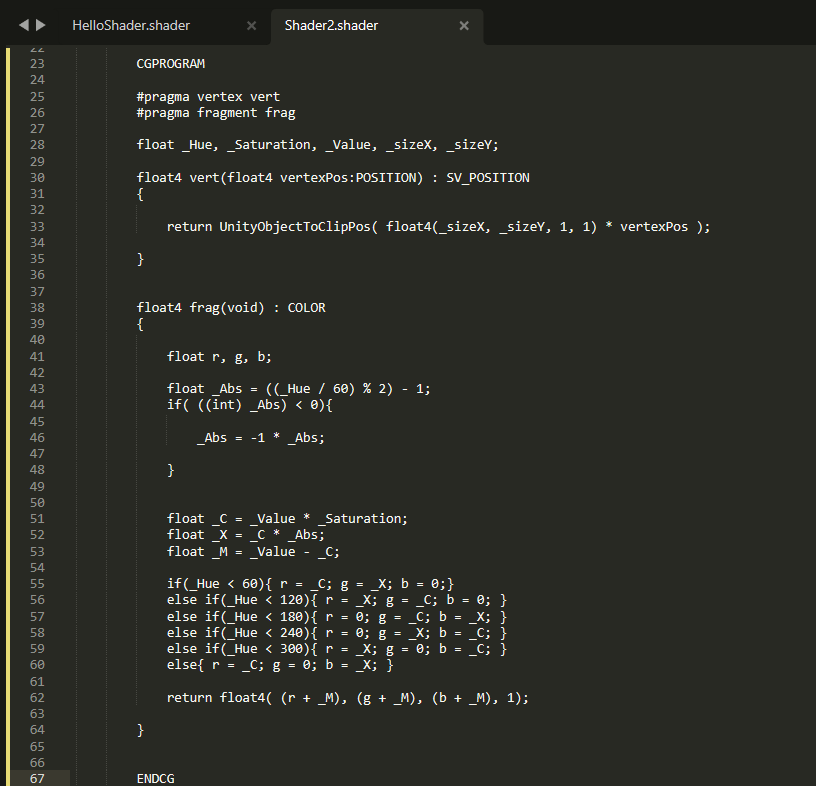 HelloShader.shader × Shader2.shader ×
22
23 CGPROGRAM
24
25 #pragma vertex vert
26 #pragma fragment frag
27
28 float _Hue, _Saturation, _Value, _sizeX, _sizeY;
29
30 float4 vert(float4 vertexPos:POSITION) : SV_POSITION
31 {
32
33 return UnityObjectToClipPos( float4(_sizeX, _sizeY, 1, 1) * vertexPos );
34
35 }
36
37
38 float4 frag(void) : COLOR
39 {
40
41 float r, g, b;
42
43 float _Abs = ((_Hue / 60) % 2) - 1;
44 if( ((int) _Abs) < 0){
45
46 _Abs = -1 * _Abs;
47
48 }
49
50
51 float _C = _Value * _Saturation;
52 float _X = _C * _Abs;
53 float _M = _Value - _C;
54
55 if(_Hue < 60){ r = _C; g = _X; b = 0;}
56 else if(_Hue < 120){ r = _X; g = _C; b = 0; }
57 else if(_Hue < 180){ r = 0; g = _C; b = _X; }
58 else if(_Hue < 240){ r = 0; g = _X; b = _C; }
59 else if(_Hue < 300){ r = _X; g = 0; b = _C; }
60 else{ r = _C; g = 0; b = _X; }
61
62 return float4( (r + _M), (g + _M), (b + _M), 1);
63
64 }
65
66
67 ENDCG